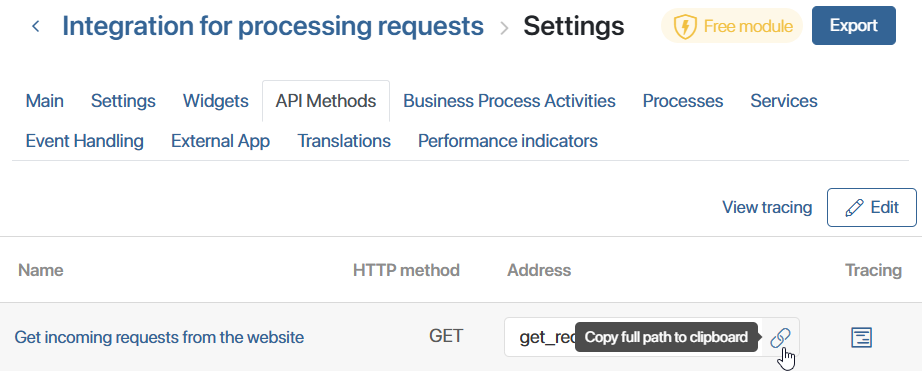 Integration for processing requests > Settings
Free module
Export
Main Settings Widgets API Methods Business Process Activities Processes Services
Event Handling External App Translations Performance indicators
View tracing Edit
Name HTTP method Address Tracing
Get incoming requests from the website GET Copy full path to clipboard